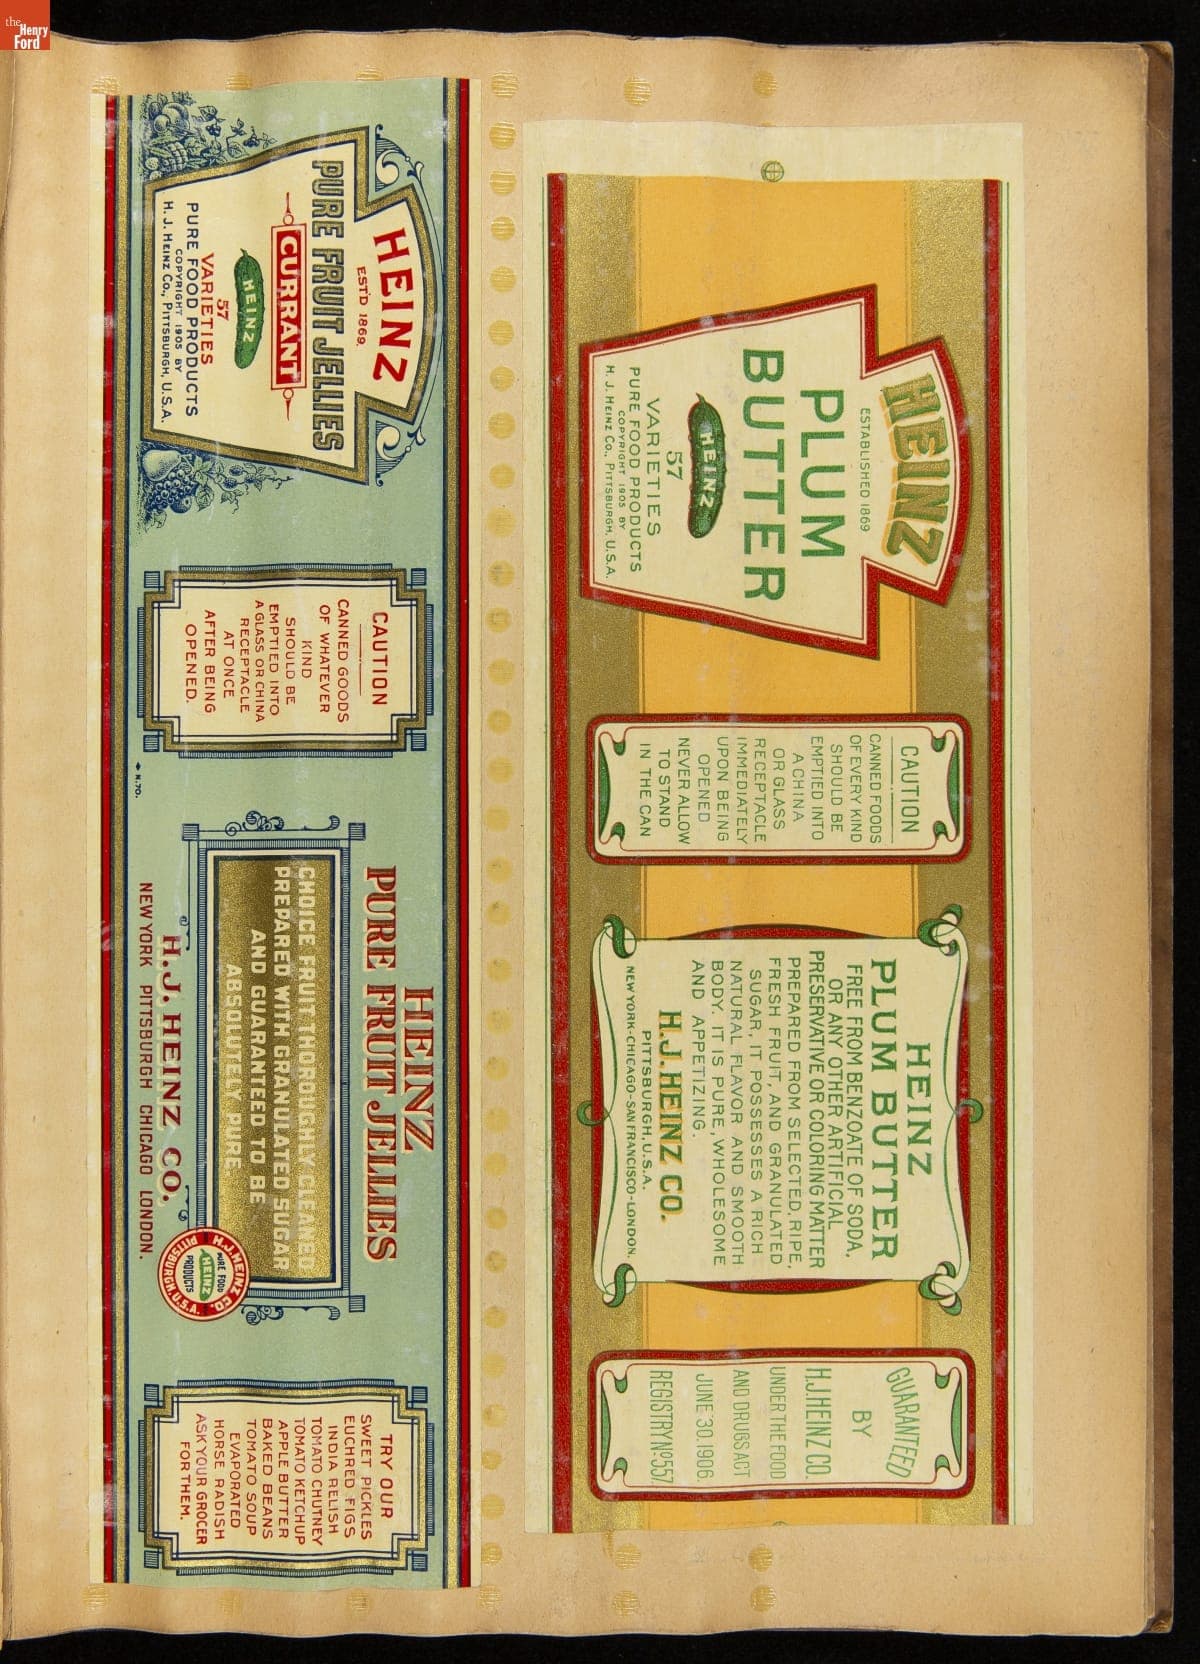 the
Henry
Ford
HEINZ
ESTABLISHED 1869
PLUM
BUTTER
HEINZ
57
VARIETIES
PURE FOOD PRODUCTS
COPYRIGHT 1905 BY
H. J. HEINZ CO., PITTSBURGH, U.S.A.
CAUTION
CANNED FOODS
OF EVERY KIND
SHOULD BE
EMPTIED INTO
A CHINA
OR GLASS
RECEPTACLE
IMMEDIATELY
UPON BEING
OPENED
NEVER ALLOW
TO STAND
IN THE CAN
HEINZ
PLUM BUTTER
FREE FROM BENZOATE OF SODA,
OR ANY OTHER ARTIFICIAL
PRESERVATIVE OR COLORING MATTER
PREPARED FROM SELECTED, RIPE,
FRESH FRUIT, AND GRANULATED
SUGAR, IT POSSESSES A RICH
NATURAL FLAVOR AND SMOOTH
BODY. IT IS PURE, WHOLESOME
AND APPETIZING.
H.J. HEINZ CO.
PITTSBURGH, U.S.A.
NEW YORK-CHICAGO-SAN FRANCISCO-LONDON.
GUARANTEED
BY
H.J. HEINZ CO.
UNDER THE FOOD
AND DRUGS ACT
JUNE 30, 1906.
REGISTRY No 557.
HEINZ
EST'D 1869.
PURE FRUIT JELLIES
CURRANT
HEINZ
57
VARIETIES
PURE FOOD PRODUCTS
COPYRIGHT 1905 BY
H. J. HEINZ CO., PITTSBURGH, U.S.A.
CAUTION
CANNED GOODS
OF WHATEVER
KIND
SHOULD BE
EMPTIED INTO
A GLASS OR CHINA
RECEPTACLE
AT ONCE
AFTER BEING
OPENED.
N.70.
HEINZ
PURE FRUIT JELLIES
CHOICE FRUIT THOROUGHLY CLEANED
PREPARED WITH GRANULATED SUGAR
AND GUARANTEED TO BE
ABSOLUTELY PURE
H.J. HEINZ CO.
NEW YORK PITTSBURGH CHICAGO LONDON.
H.J. HEINZ CO.
PURE FOOD
HEINZ
PRODUCTS
PITTSBURGH, U.S.A.
TRY OUR
SWEET PICKLES
EUCHRED FIGS
INDIA RELISH
TOMATO CHUTNEY
TOMATO KETCHUP
APPLE BUTTER
BAKED BEANS
TOMATO SOUP
EVAPORATED
HORSE RADISH
ASK YOUR GROCER
FOR THEM.